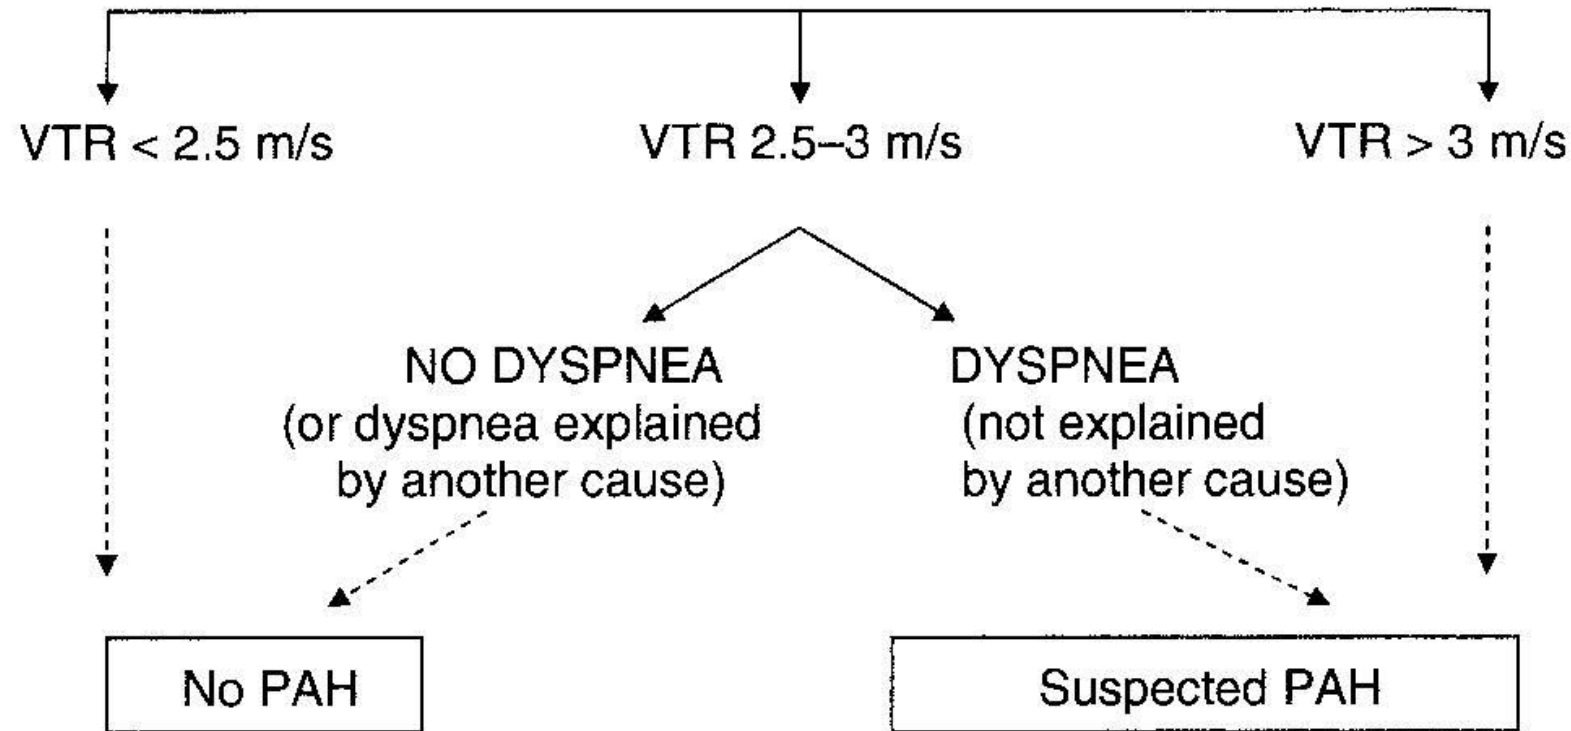 VTR < 2.5 m/s
VTR 2.5–3 m/s
VTR > 3 m/s
NO DYSPNEA
(or dyspnea explained
by another cause)
DYSPNEA
(not explained
by another cause)
No PAH
Suspected PAH